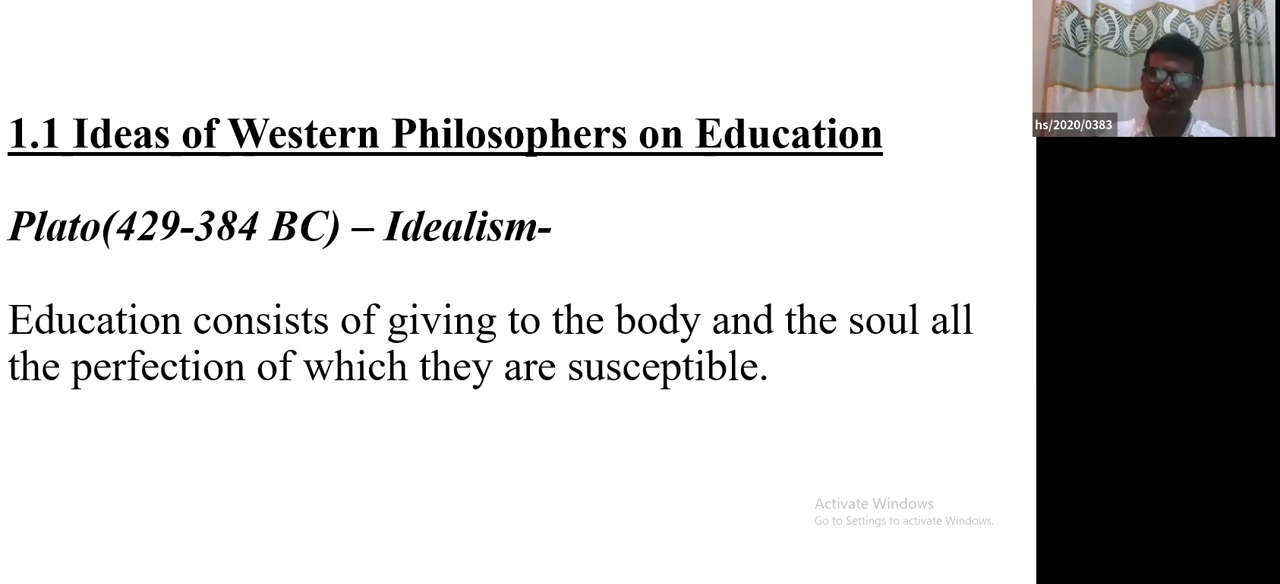 1.1 Ideas of Western Philosophers on Education
Plato(429-384 BC) – Idealism-
Education consists of giving to the body and the soul all
the perfection of which they are susceptible.
hs/2020/0383
Activate Windows
Go to Settings to activate Windows.